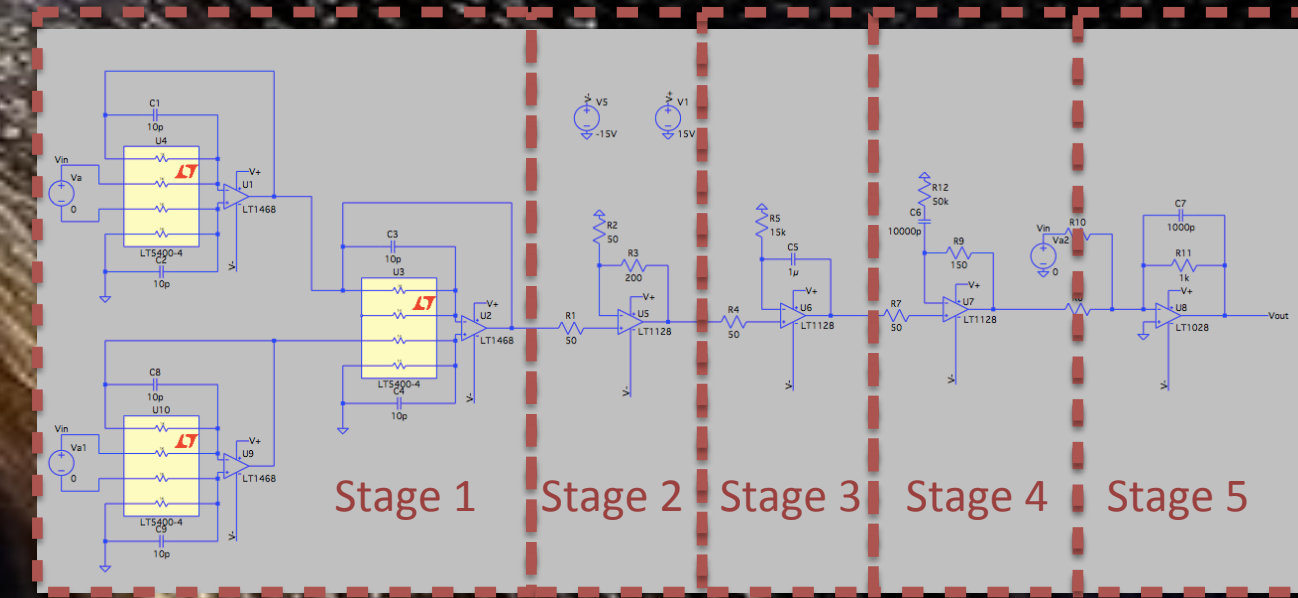 C1
10p
U4
Vin
Va
0
V+
U1
LT1468
LT5400-4
C2
10p
V-
C3
10p
U3
V+
U2
LT1468
LT5400-4
C4
10p
V-
Vin
Va1
0
C8
10p
U10
V+
U9
LT1468
LT5400-4
C9
10p
V-
Stage 1
V-
V5
-15V
V+
V1
15V
R1
50
R2
50
R3
200
V+
U5
LT1128
V-
Stage 2
R4
50
R5
15k
C5
1µ
V+
U6
LT1128
V-
Stage 3
R7
50
R12
50k
C6
10000p
R9
150
V+
U7
LT1128
V-
Stage 4
Vin
Va2
0
R10
C7
1000p
R11
1k
V+
U8
LT1028
V-
Vout
Stage 5